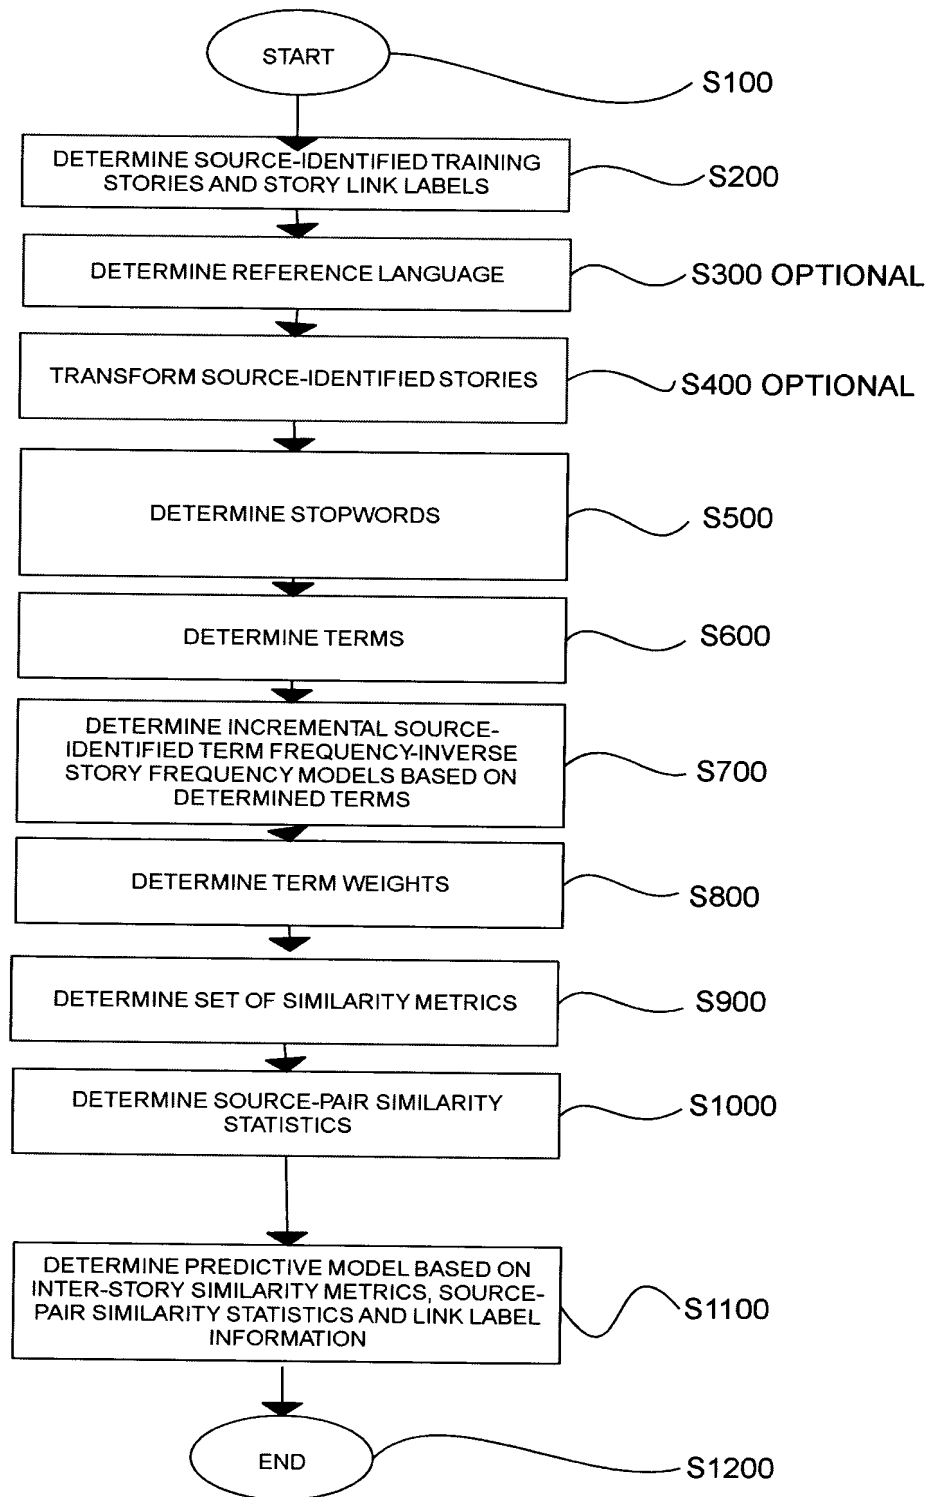 START
S100
DETERMINE SOURCE-IDENTIFIED TRAINING
STORIES AND STORY LINK LABELS
S200
DETERMINE REFERENCE LANGUAGE
S300 OPTIONAL
TRANSFORM SOURCE-IDENTIFIED STORIES
S400 OPTIONAL
DETERMINE STOPWORDS
S500
DETERMINE TERMS
S600
DETERMINE INCREMENTAL SOURCE-
IDENTIFIED TERM FREQUENCY-INVERSE
STORY FREQUENCY MODELS BASED ON
DETERMINED TERMS
S700
DETERMINE TERM WEIGHTS
S800
DETERMINE SET OF SIMILARITY METRICS
S900
DETERMINE SOURCE-PAIR SIMILARITY
STATISTICS
S1000
DETERMINE PREDICTIVE MODEL BASED ON
INTER-STORY SIMILARITY METRICS, SOURCE-
PAIR SIMILARITY STATISTICS AND LINK LABEL
INFORMATION
S1100
END
S1200